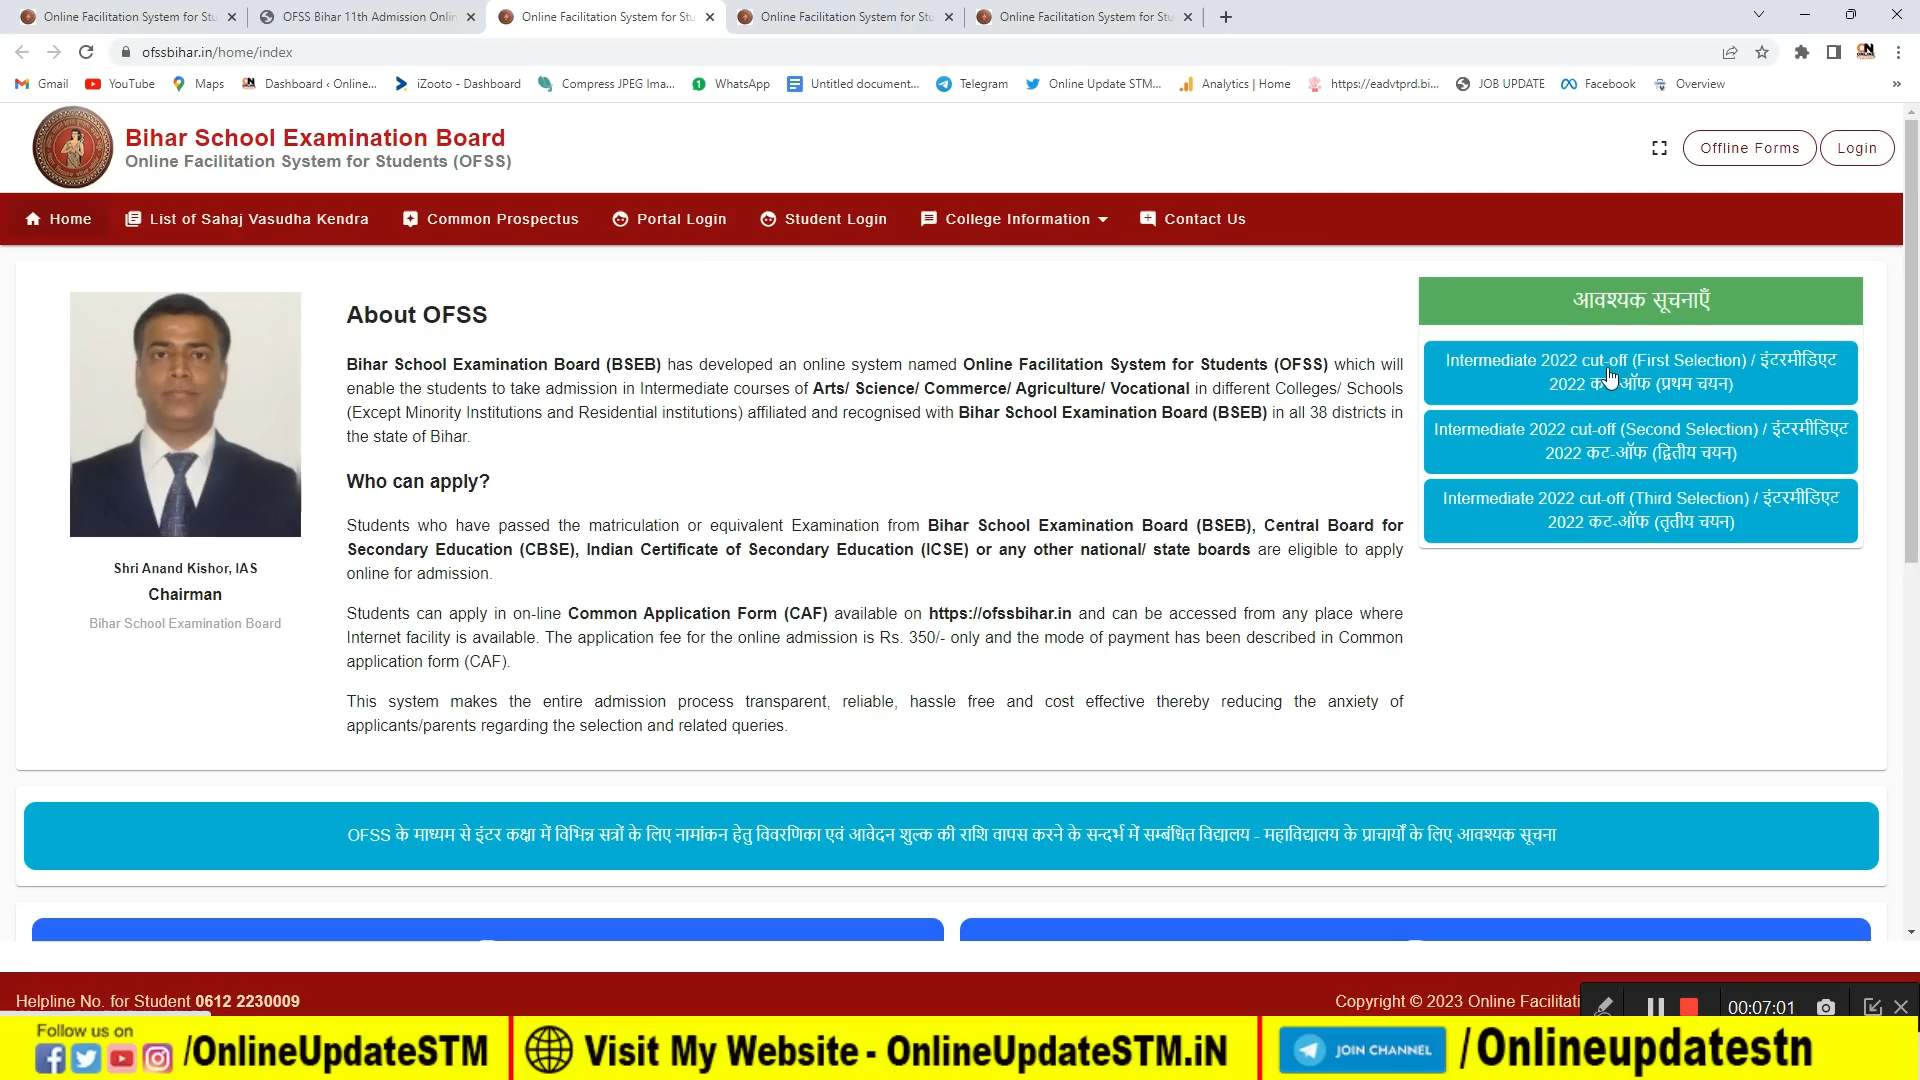 Online Facilitation System for Stu
OFSS Bihar 11th Admission Onlin
Online Facilitation System for Stu
Online Facilitation System for Stu
Online Facilitation System for Stu
ofssbihar.in/home/index
Gmail
YouTube
Maps
Dashboard ‹ Online...
iZooto - Dashboard
Compress JPEG Ima...
WhatsApp
Untitled document...
Telegram
Online Update STM...
Analytics | Home
https://eadvtprd.bi...
JOB UPDATE
Facebook
Overview
Bihar School Examination Board
Online Facilitation System for Students (OFSS)
Offline Forms
Login
Home
List of Sahaj Vasudha Kendra
Common Prospectus
Portal Login
Student Login
College Information
Contact Us
Shri Anand Kishor, IAS
Chairman
Bihar School Examination Board
About OFSS
Bihar School Examination Board (BSEB) has developed an online system named Online Facilitation System for Students (OFSS) which will
enable the students to take admission in Intermediate courses of Arts/ Science/ Commerce/ Agriculture/ Vocational in different Colleges/ Schools
(Except Minority Institutions and Residential institutions) affiliated and recognised with Bihar School Examination Board (BSEB) in all 38 districts in
the state of Bihar.
Who can apply?
Students who have passed the matriculation or equivalent Examination from Bihar School Examination Board (BSEB), Central Board for
Secondary Education (CBSE), Indian Certificate of Secondary Education (ICSE) or any other national/ state boards are eligible to apply
online for admission.
Students can apply in on-line Common Application Form (CAF) available on https://ofssbihar.in and can be accessed from any place where
Internet facility is available. The application fee for the online admission is Rs. 350/- only and the mode of payment has been described in Common
application form (CAF).
This system makes the entire admission process transparent, reliable, hassle free and cost effective thereby reducing the anxiety of
applicants/parents regarding the selection and related queries.
आवश्यक सूचनाएँ
Intermediate 2022 cut-off (First Selection) / इंटरमीडिएट
2022 कट-ऑफ (प्रथम चयन)
Intermediate 2022 cut-off (Second Selection) / इंटरमीडिएट
2022 कट-ऑफ (द्वितीय चयन)
Intermediate 2022 cut-off (Third Selection) / इंटरमीडिएट
2022 कट-ऑफ (तृतीय चयन)
OFSS के माध्यम से इंटर कक्षा में विभिन्न सत्रों के लिए नामांकन हेतु विवरणिका एवं आवेदन शुल्क की राशि वापस करने के सन्दर्भ में सम्बंधित विद्यालय - महाविद्यालय के प्राचार्यों के लिए आवश्यक सूचना
Helpline No. for Student 0612 2230009
Copyright © 2023 Online Facilitati
00:07:01
Follow us on
/OnlineUpdateSTM
Visit My Website - OnlineUpdateSTM.iN
JOIN CHANNEL
/Onlineupdatestn